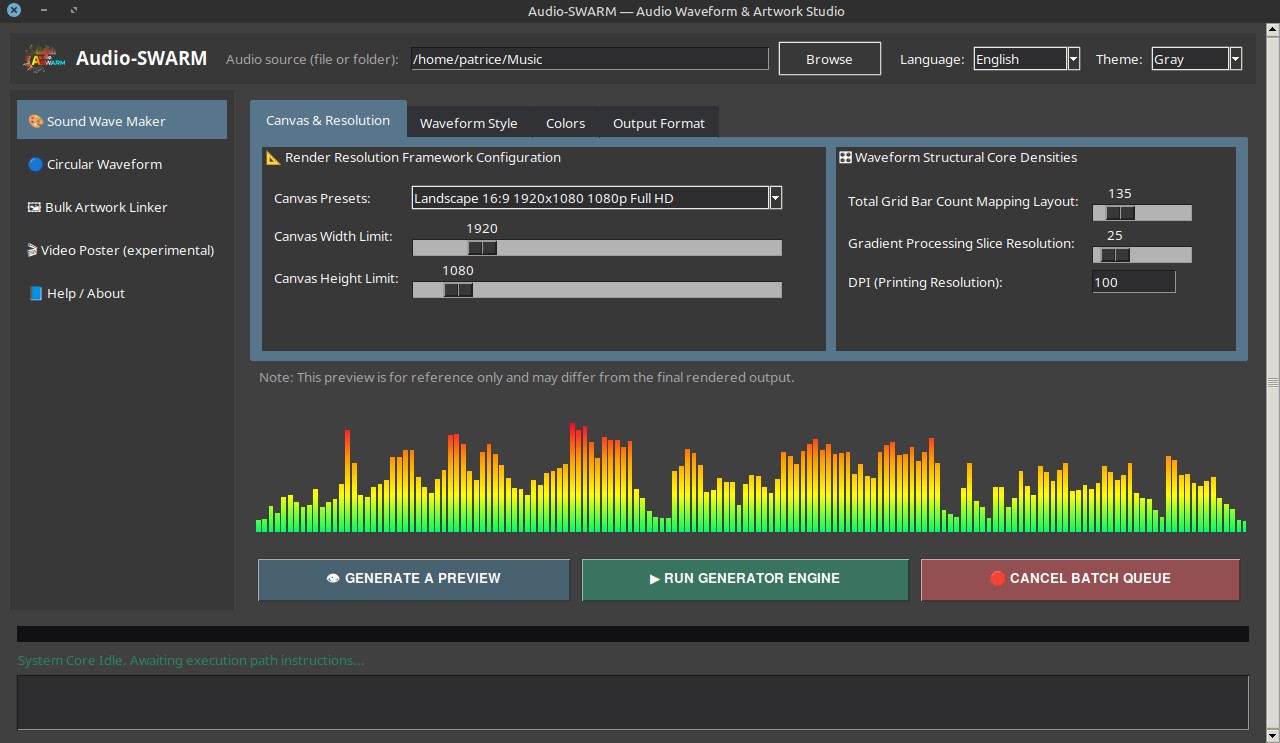 Audio-SWARM — Audio Waveform & Artwork Studio
Audio-SWARM
Audio source (file or folder):
/home/patrice/Music
Browse
Language:
English
Theme:
Gray
Sound Wave Maker
Circular Waveform
Bulk Artwork Linker
Video Poster (experimental)
Help / About
Canvas & Resolution
Waveform Style
Colors
Output Format
Render Resolution Framework Configuration
Canvas Presets:
Landscape 16:9 1920x1080 1080p Full HD
Canvas Width Limit:
1920
Canvas Height Limit:
1080
Waveform Structural Core Densities
Total Grid Bar Count Mapping Layout:
135
Gradient Processing Slice Resolution:
25
DPI (Printing Resolution):
100
Note: This preview is for reference only and may differ from the final rendered output.
GENERATE A PREVIEW
RUN GENERATOR ENGINE
CANCEL BATCH QUEUE
System Core Idle. Awaiting execution path instructions...